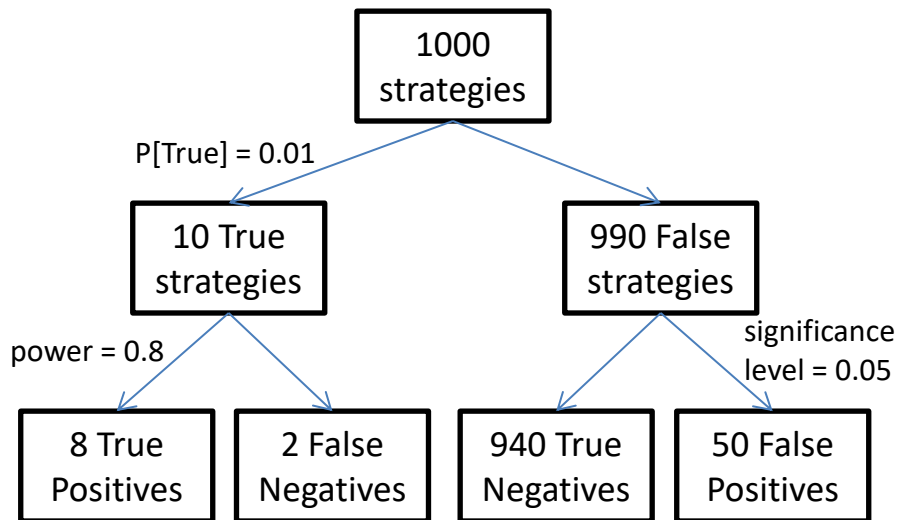 1000
strategies
P[True] = 0.01
10 True
strategies
990 False
strategies
power = 0.8
significance
level = 0.05
8 True
Positives
2 False
Negatives
940 True
Negatives
50 False
Positives